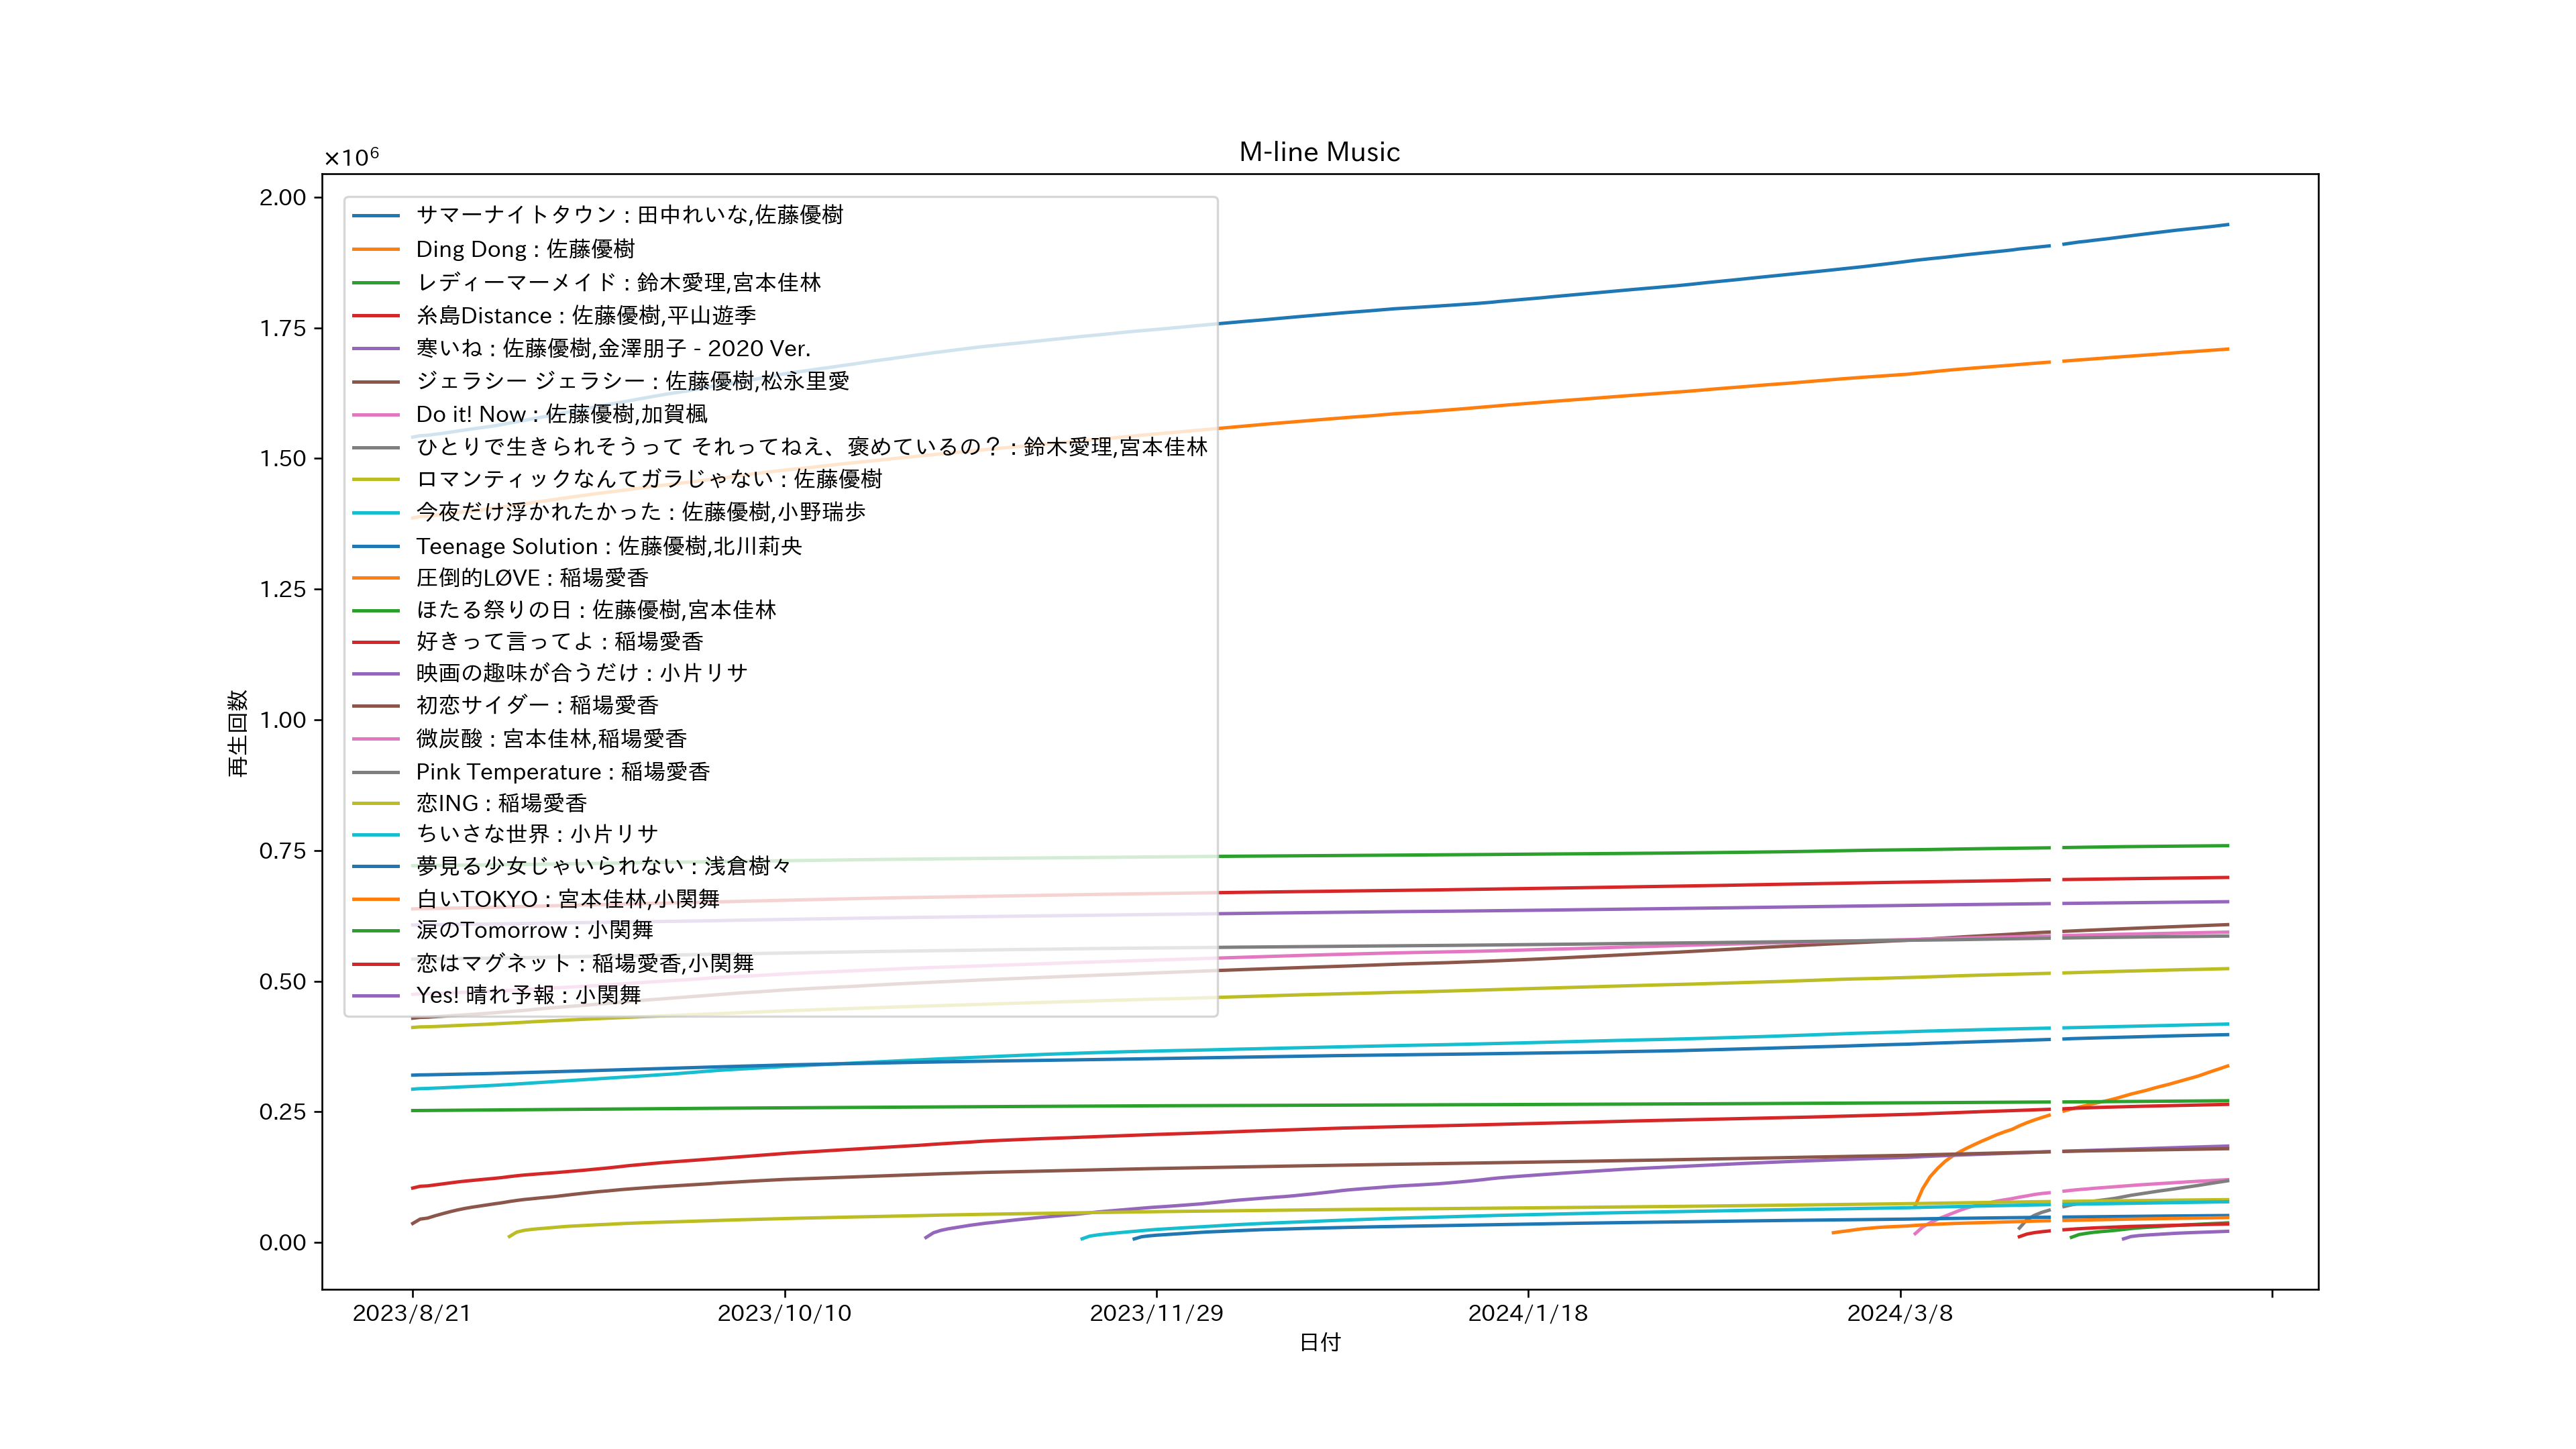 M-line Music
×10⁶
2.00
1.75
1.50
1.25
1.00
0.75
0.50
0.25
0.00
再生回数
サマーナイトタウン : 田中れいな,佐藤優樹
Ding Dong : 佐藤優樹
レディーマーメイド : 鈴木愛理,宮本佳林
糸島Distance : 佐藤優樹,平山遊季
寒いね : 佐藤優樹,金澤朋子 - 2020 Ver.
ジェラシー ジェラシー : 佐藤優樹,松永里愛
Do it! Now : 佐藤優樹,加賀楓
ひとりで生きられそうって それってねえ、褒めているの？ : 鈴木愛理,宮本佳林
ロマンティックなんてガラじゃない : 佐藤優樹
今夜だけ浮かれたかった : 佐藤優樹,小野瑞歩
Teenage Solution : 佐藤優樹,北川莉央
圧倒的LØVE : 稲場愛香
ほたる祭りの日 : 佐藤優樹,宮本佳林
好きって言ってよ : 稲場愛香
映画の趣味が合うだけ : 小片リサ
初恋サイダー : 稲場愛香
微炭酸 : 宮本佳林,稲場愛香
Pink Temperature : 稲場愛香
恋ING : 稲場愛香
ちいさな世界 : 小片リサ
夢見る少女じゃいられない : 浅倉樹々
白いTOKYO : 宮本佳林,小関舞
涙のTomorrow : 小関舞
恋はマグネット : 稲場愛香,小関舞
Yes! 晴れ予報 : 小関舞
2023/8/21
2023/10/10
2023/11/29
2024/1/18
2024/3/8
日付